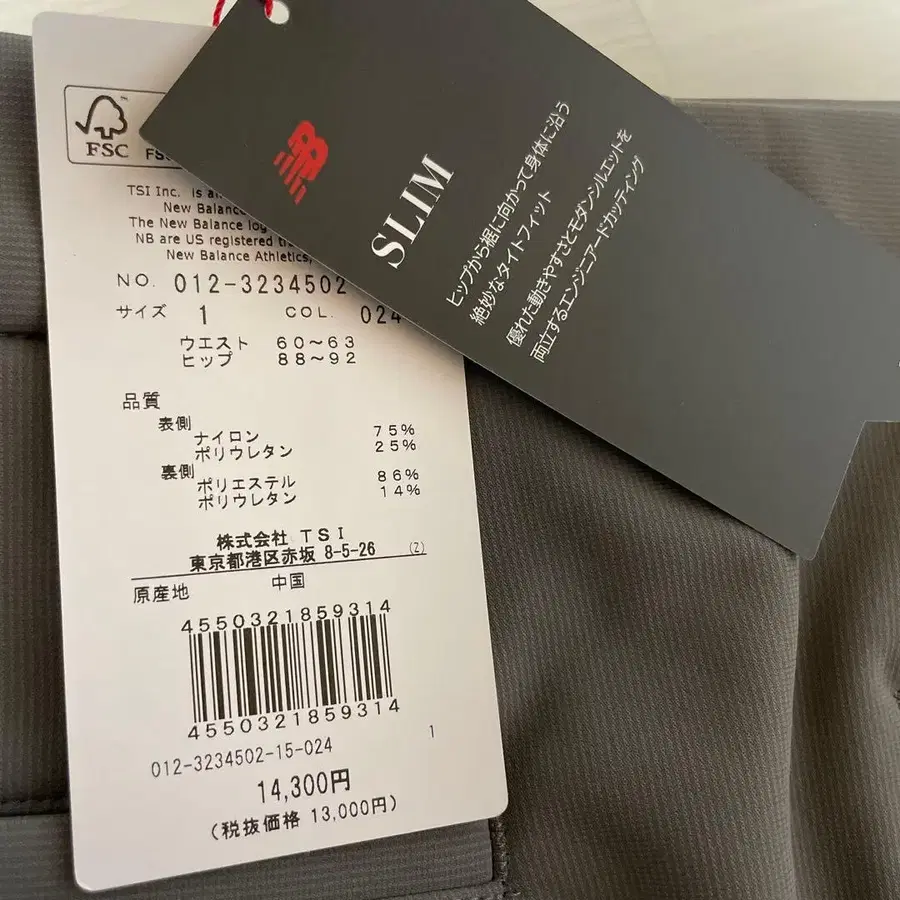 FSC
TSI Inc. is a
New Balance
The New Balance log
NB are US registered
New Balance Athletics,
NO. 012-3234502
サイズ 1 COL. 024
ウエスト 60～63
ヒップ 88～92
品質
表側
ナイロン 75%
ポリウレタン 25%
裏側
ポリエステル 86%
ポリウレタン 14%
株式会社 TSI
東京都港区赤坂 8-5-26 (Z)
原産地 中国
4550321859314
4550321859314
012-3234502-15-024 1
14,300円
(税抜価格 13,000円)
NB
SLIM
ヒップから裾に向かって身体に沿う
絶妙なタイトフィット
優れた動きやすさとモダンシルエットを
両立するエンジニアードカッティング